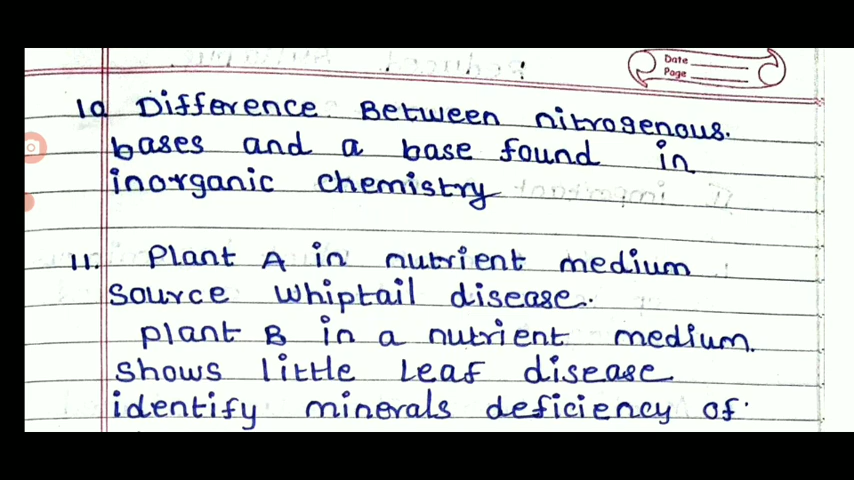 Date
Page
10 Difference Between nitrogenous.
bases and a base found in
inorganic chemistry
11. Plant A in nutrient medium
Source Whiptail disease.
plant B in a nutrient medium.
shows little Leaf disease
identify minerals deficiency of